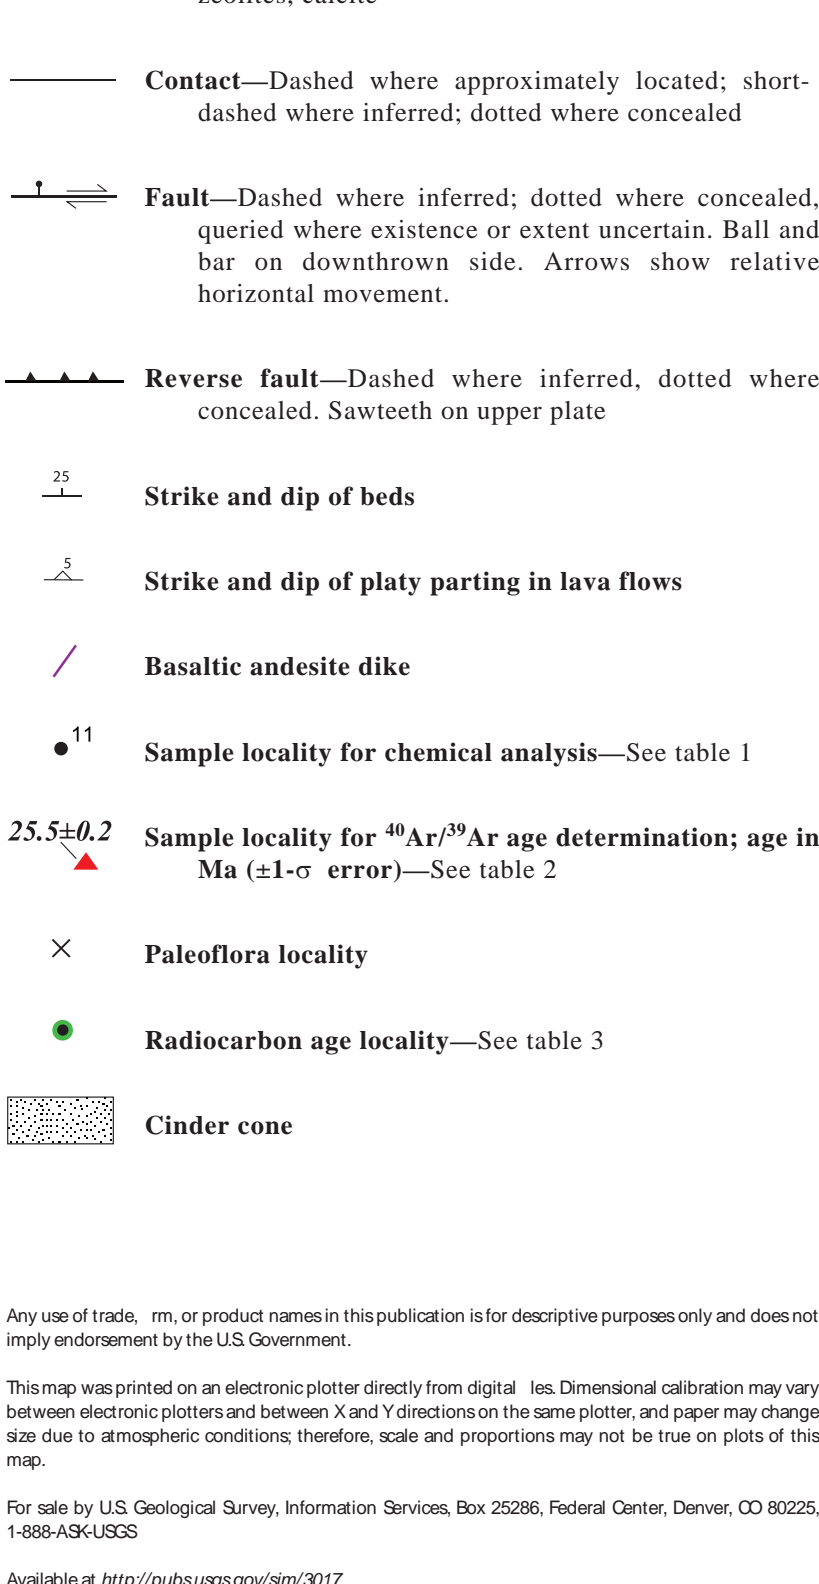 zeolites, calcite
Contact—Dashed where approximately located; short-
dashed where inferred; dotted where concealed
Fault—Dashed where inferred; dotted where concealed,
queried where existence or extent uncertain. Ball and
bar on downthrown side. Arrows show relative
horizontal movement.
Reverse fault—Dashed where inferred, dotted where
concealed. Sawteeth on upper plate
25
Strike and dip of beds
5
Strike and dip of platy parting in lava flows
Basaltic andesite dike
11
Sample locality for chemical analysis—See table 1
25.5±0.2
Sample locality for ⁴⁰Ar/³⁹Ar age determination; age in
Ma (±1-σ error)—See table 2
Paleoflora locality
Radiocarbon age locality—See table 3
Cinder cone
Any use of trade, rm, or product names in this publication is for descriptive purposes only and does not
imply endorsement by the U.S. Government.
This map was printed on an electronic plotter directly from digital les. Dimensional calibration may vary
between electronic plotters and between X and Y directions on the same plotter, and paper may change
size due to atmospheric conditions; therefore, scale and proportions may not be true on plots of this
map.
For sale by U.S. Geological Survey, Information Services, Box 25286, Federal Center, Denver, CO 80225,
1-888-ASK-USGS
Available at http://pubs.usgs.gov/sim/3017